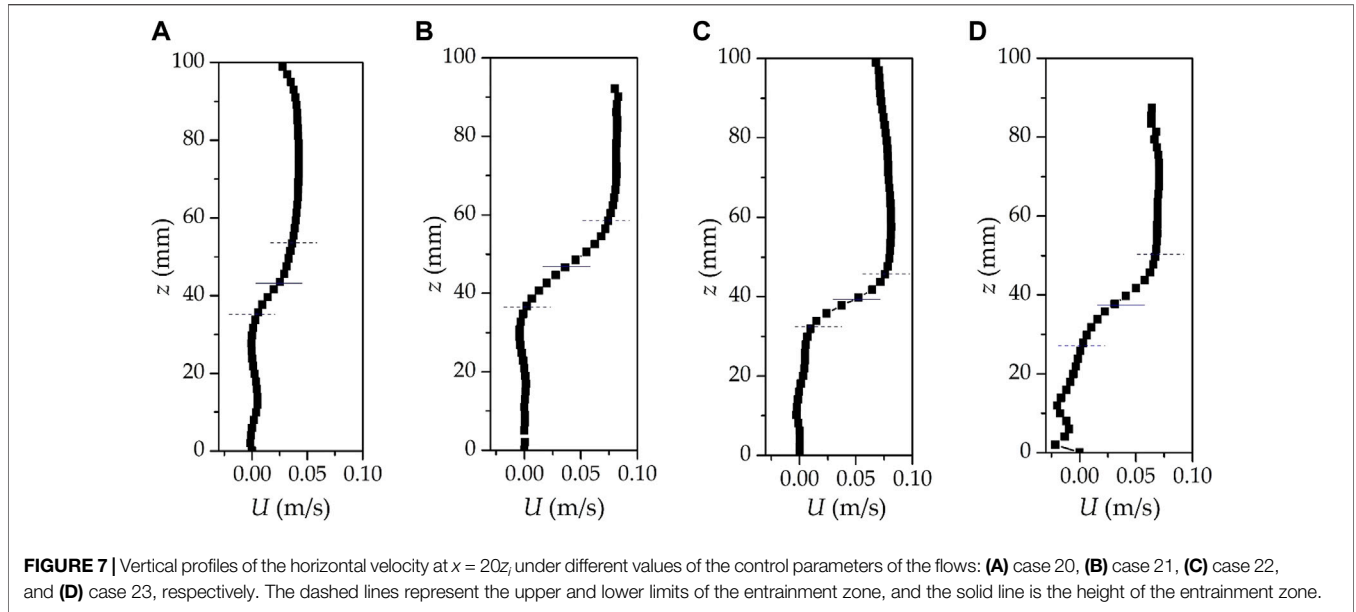 A
B
C
D
100
80
60
40
20
0
z (mm)
0.00 0.05 0.10
U (m/s)
100
80
60
40
20
0
z (mm)
0.00 0.05 0.10
U (m/s)
100
80
60
40
20
0
z (mm)
0.00 0.05 0.10
U (m/s)
100
80
60
40
20
0
z (mm)
0.00 0.05 0.10
U (m/s)
FIGURE 7 | Vertical profiles of the horizontal velocity at x = 20zⱼ under different values of the control parameters of the flows: (A) case 20, (B) case 21, (C) case 22,
and (D) case 23, respectively. The dashed lines represent the upper and lower limits of the entrainment zone, and the solid line is the height of the entrainment zone.